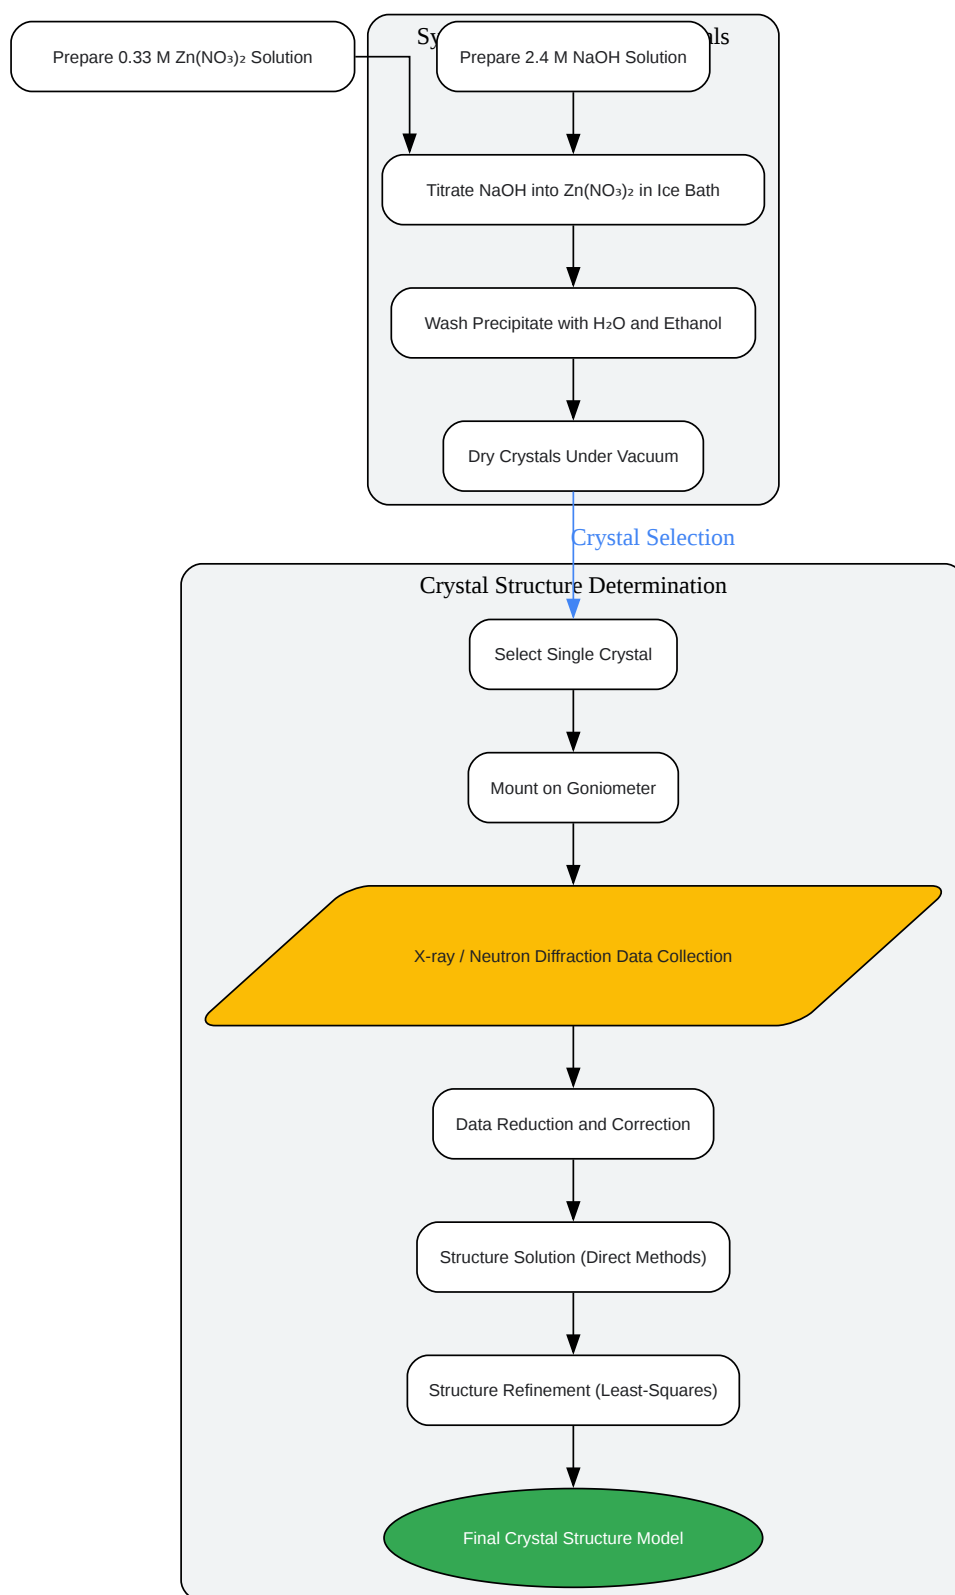 Prepare 0.33 M Zn(NO₃)₂ Solution
Prepare 2.4 M NaOH Solution
Titrate NaOH into Zn(NO₃)₂ in Ice Bath
Wash Precipitate with H₂O and Ethanol
Dry Crystals Under Vacuum
Crystal Selection
Crystal Structure Determination
Select Single Crystal
Mount on Goniometer
X-ray / Neutron Diffraction Data Collection
Data Reduction and Correction
Structure Solution (Direct Methods)
Structure Refinement (Least-Squares)
Final Crystal Structure Model